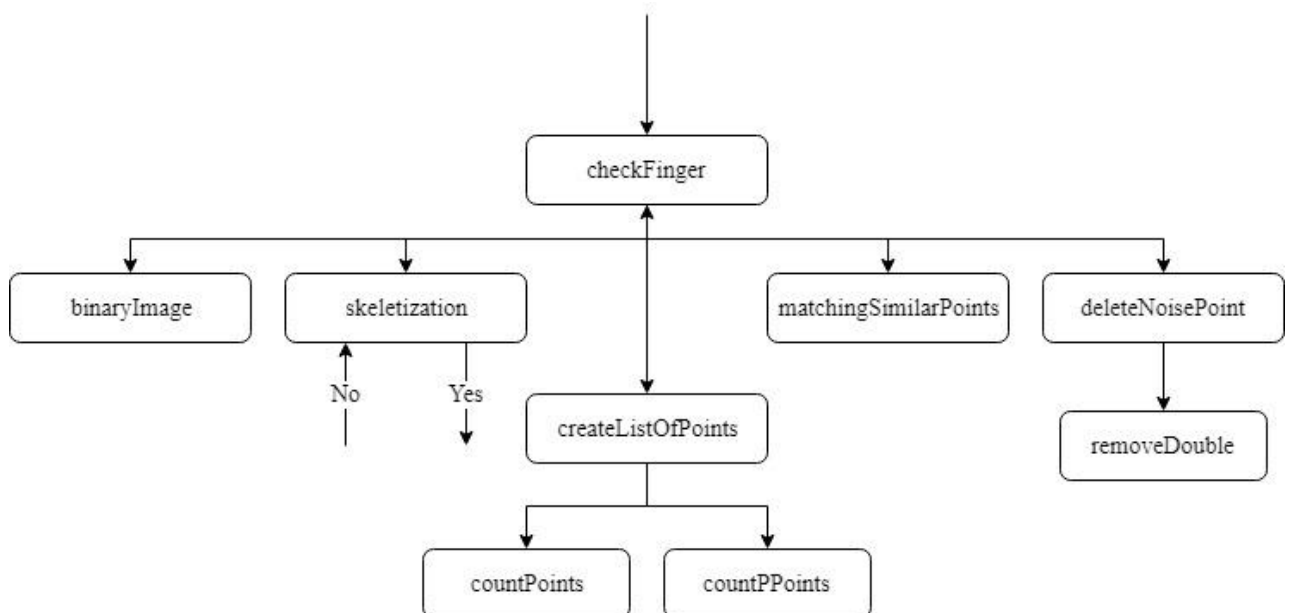 checkFinger
binaryImage
skeletization
matchingSimilarPoints
deleteNoisePoint
No
Yes
createListOfPoints
removeDouble
countPoints
countPPoints